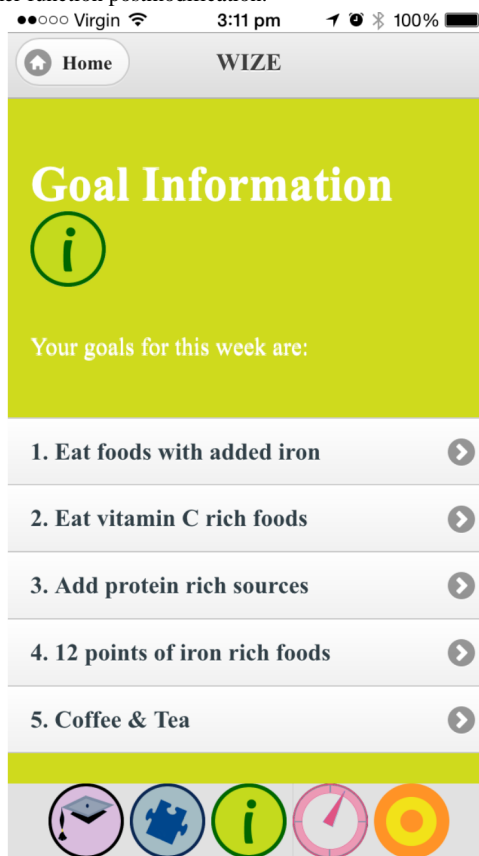 Virgin 3:11 pm 100%
Home WIZE
Goal Information
i
Your goals for this week are:
1. Eat foods with added iron
2. Eat vitamin C rich foods
3. Add protein rich sources
4. 12 points of iron rich foods
5. Coffee & Tea
i